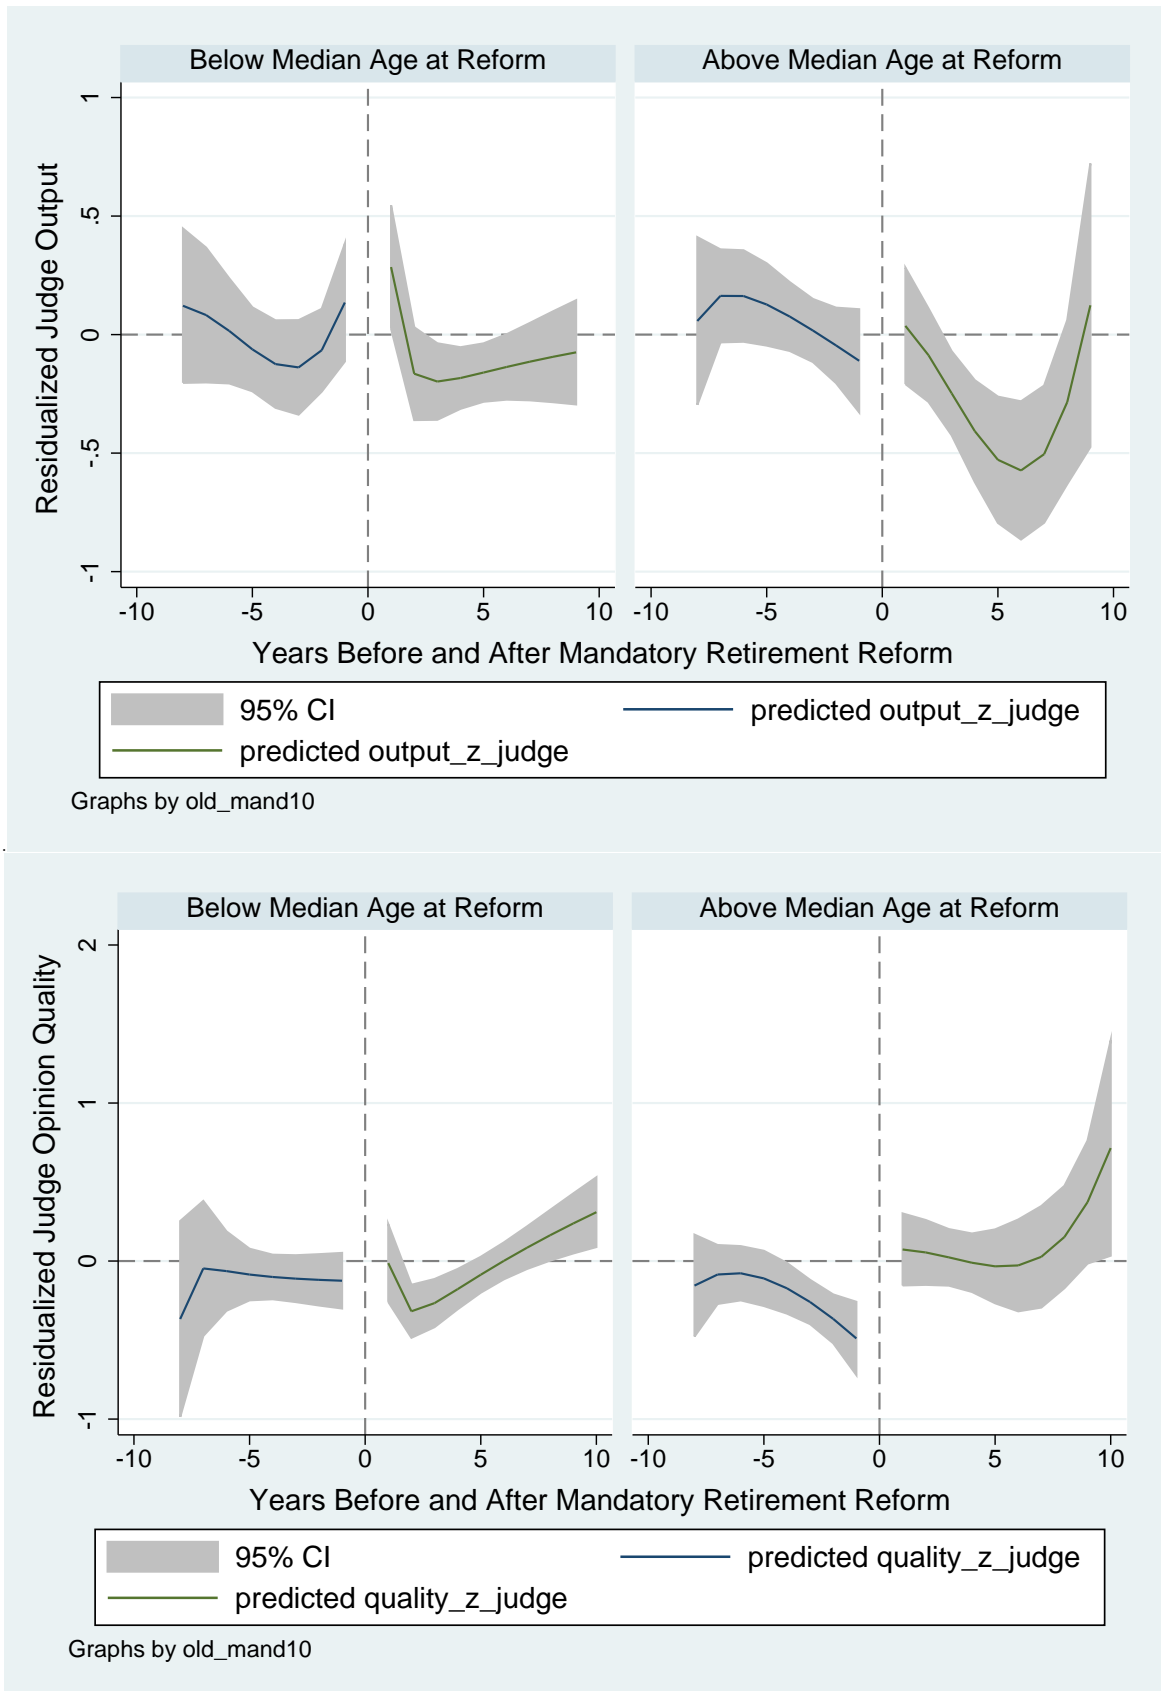 Below Median Age at Reform
Above Median Age at Reform
Residualized Judge Output
1
.5
0
-.5
-1
-10 -5 0 5 10
-10 -5 0 5 10
Years Before and After Mandatory Retirement Reform
95% CI
predicted output_z_judge
predicted output_z_judge
Graphs by old_mand10
Below Median Age at Reform
Above Median Age at Reform
Residualized Judge Opinion Quality
2
1
0
-1
-10 -5 0 5 10
-10 -5 0 5 10
Years Before and After Mandatory Retirement Reform
95% CI
predicted quality_z_judge
predicted quality_z_judge
Graphs by old_mand10